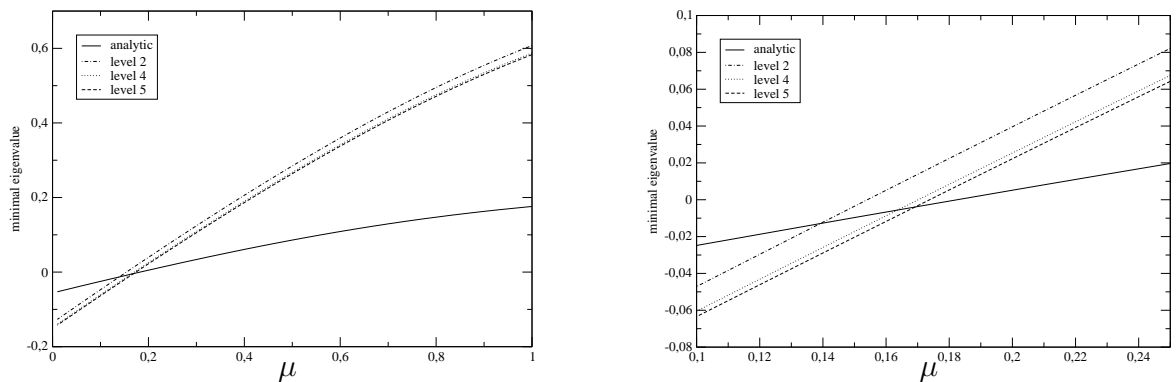 0,6
0,4
0,2
0
-0,2
minimal eigenvalue
analytic
level 2
level 4
level 5
0
0,2
0,4
0,6
0,8
1
μ
0,1
0,08
0,06
0,04
0,02
0
-0,02
-0,04
-0,06
-0,08
minimal eigenvalue
analytic
level 2
level 4
level 5
0,1
0,12
0,14
0,16
0,18
0,2
0,22
0,24
μ